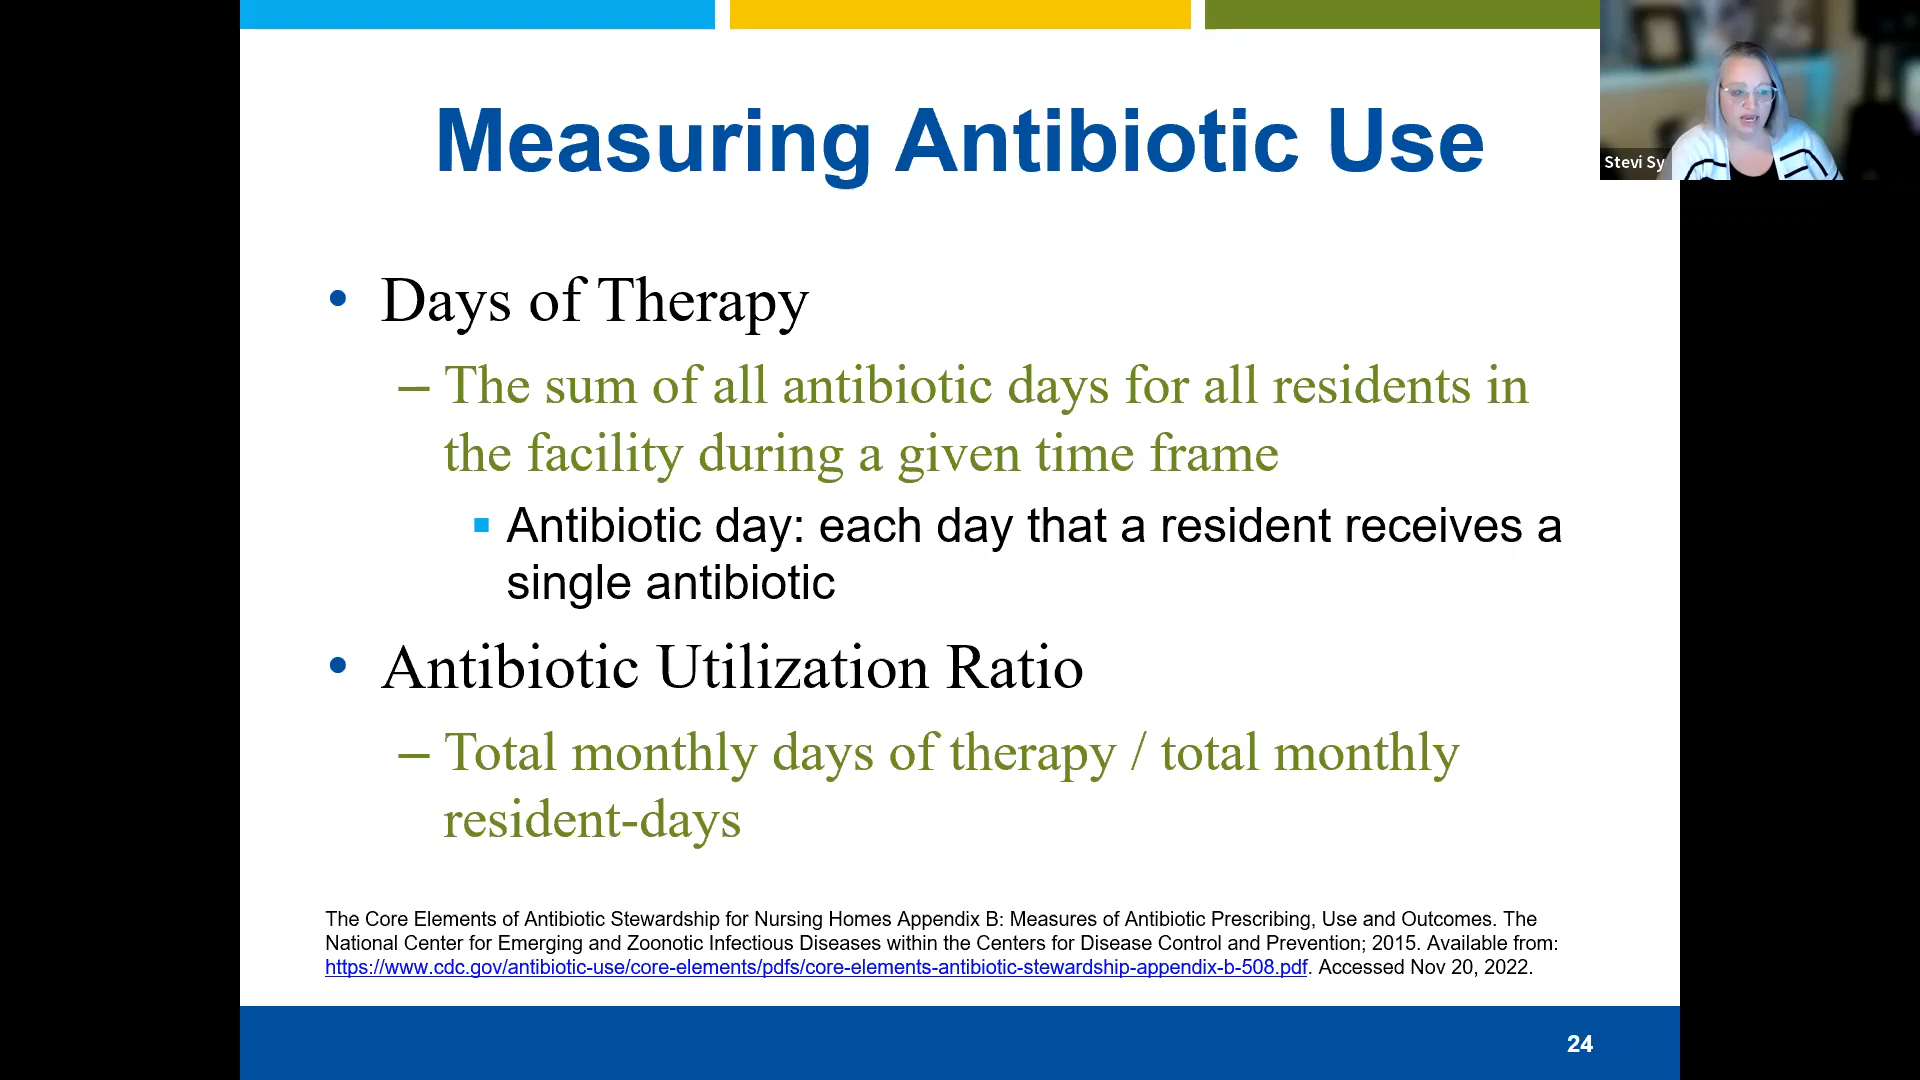 Measuring Antibiotic Use
Stevi Sy
• Days of Therapy
– The sum of all antibiotic days for all residents in
the facility during a given time frame
▪ Antibiotic day: each day that a resident receives a
single antibiotic
• Antibiotic Utilization Ratio
– Total monthly days of therapy / total monthly
resident-days
The Core Elements of Antibiotic Stewardship for Nursing Homes Appendix B: Measures of Antibiotic Prescribing, Use and Outcomes. The
National Center for Emerging and Zoonotic Infectious Diseases within the Centers for Disease Control and Prevention; 2015. Available from:
https://www.cdc.gov/antibiotic-use/core-elements/pdfs/core-elements-antibiotic-stewardship-appendix-b-508.pdf. Accessed Nov 20, 2022.
24